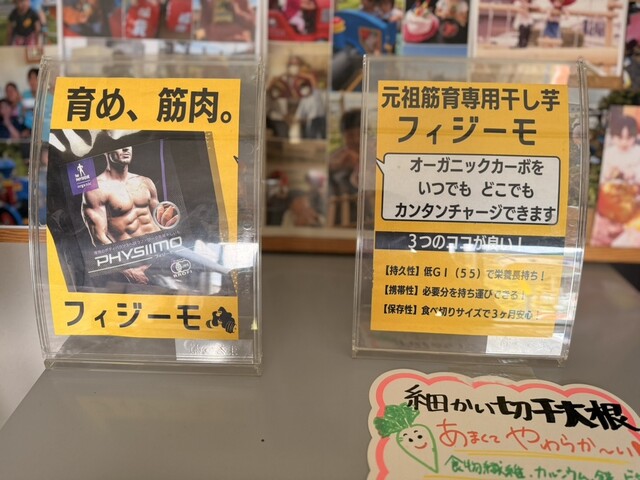 育め、筋肉。
PHYSIIMO
フィジーモ
元祖筋育専用干し芋
フィジーモ
オーガニックカーボを
いつでも どこでも
カンタンチャージできます
3つのココが良い！
【持久性】低GI（55）で栄養長持ち！
【携帯性】必要分を持ち運びできる！
【保存性】食べ切りサイズで3ヶ月安心！
細かい切干大根
あまくて やわらか〜い
食物繊維・カルシウム・鉄